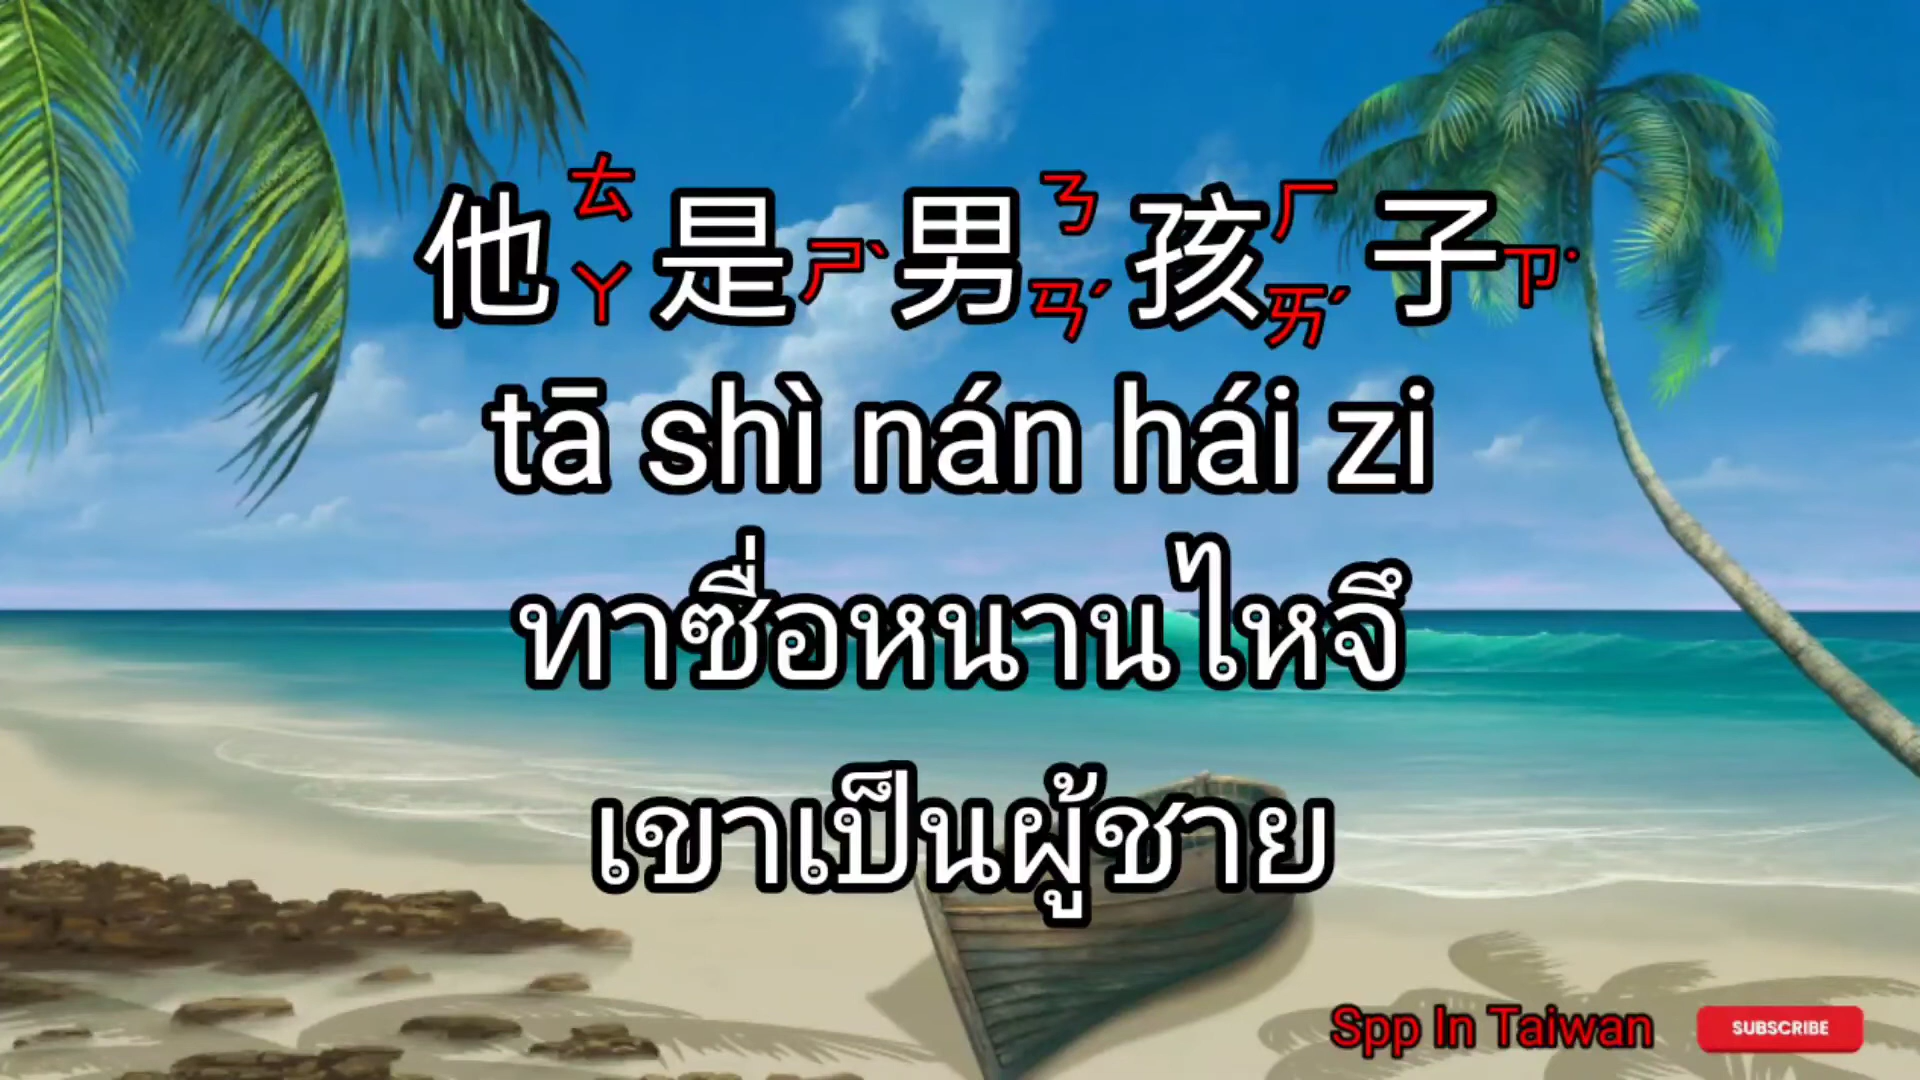 他ㄊㄚ是ㄕˋ男ㄋㄢˊ孩ㄏㄞˊ子ㄗ˙
tā shì nán hái zi
ทาซื่อหนานไหจึ
เขาเป็นผู้ชาย
Spp In Taiwan
SUBSCRIBE